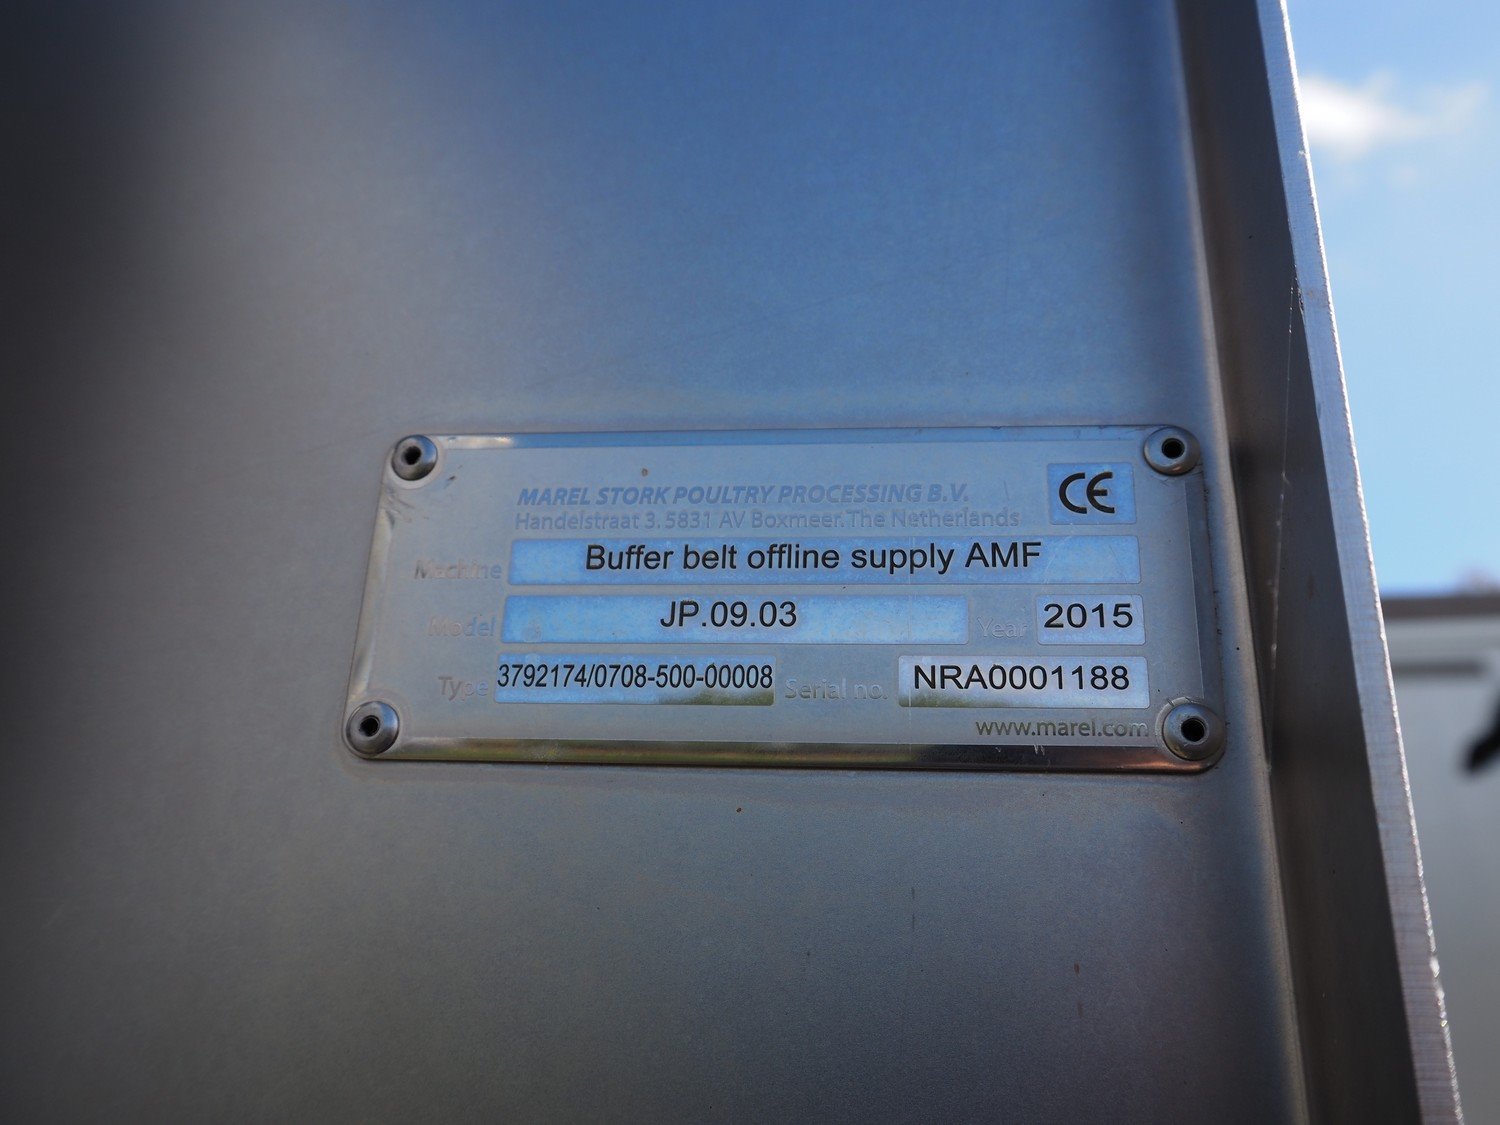 MAREL STORK POULTRY PROCESSING B.V.
Handelstraat 3, 5831 AV Boxmeer. The Netherlands
CE
Machine Buffer belt offline supply AMF
Model JP.09.03 Year 2015
Type 3792174/0708-500-00008 Serial no. NRA0001188
www.marel.com